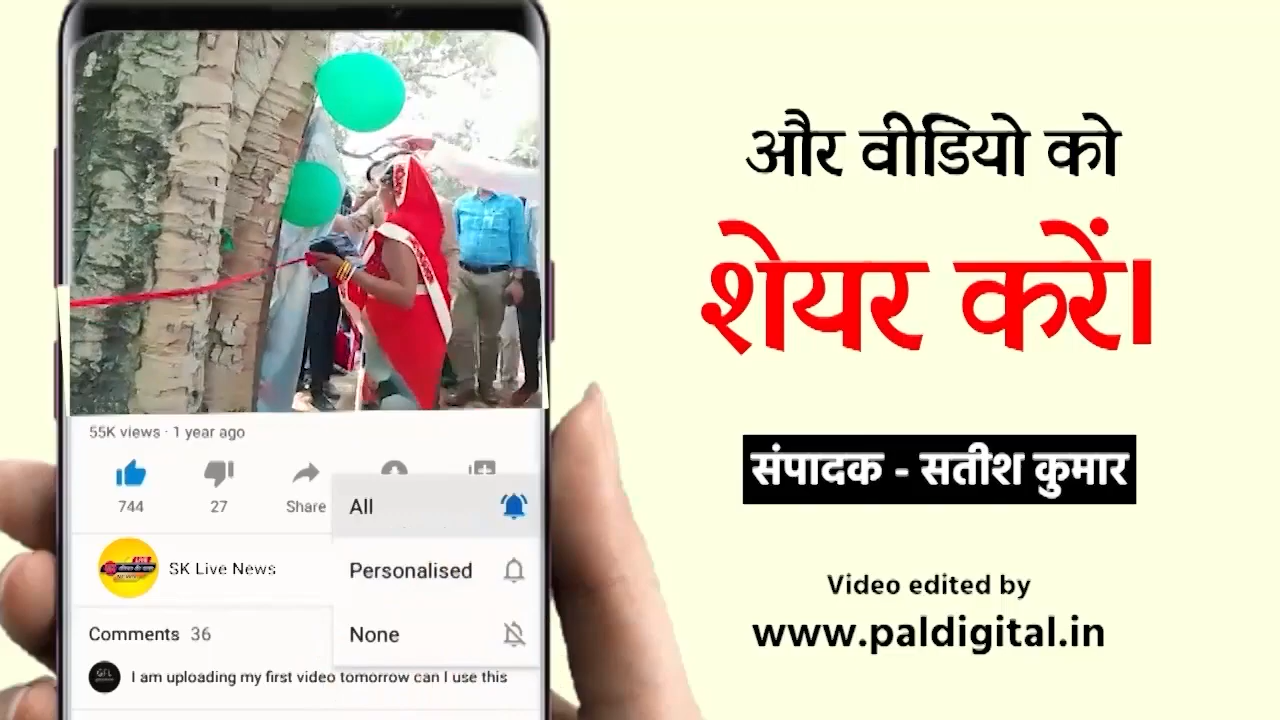 और वीडियो को
शेयर करें।
संपादक - सतीश कुमार
Video edited by
www.paldigital.in
55K views · 1 year ago
744
27
Share
All
Personalised
None
SK Live News
Comments 36
GFL
I am uploading my first video tomorrow can I use this